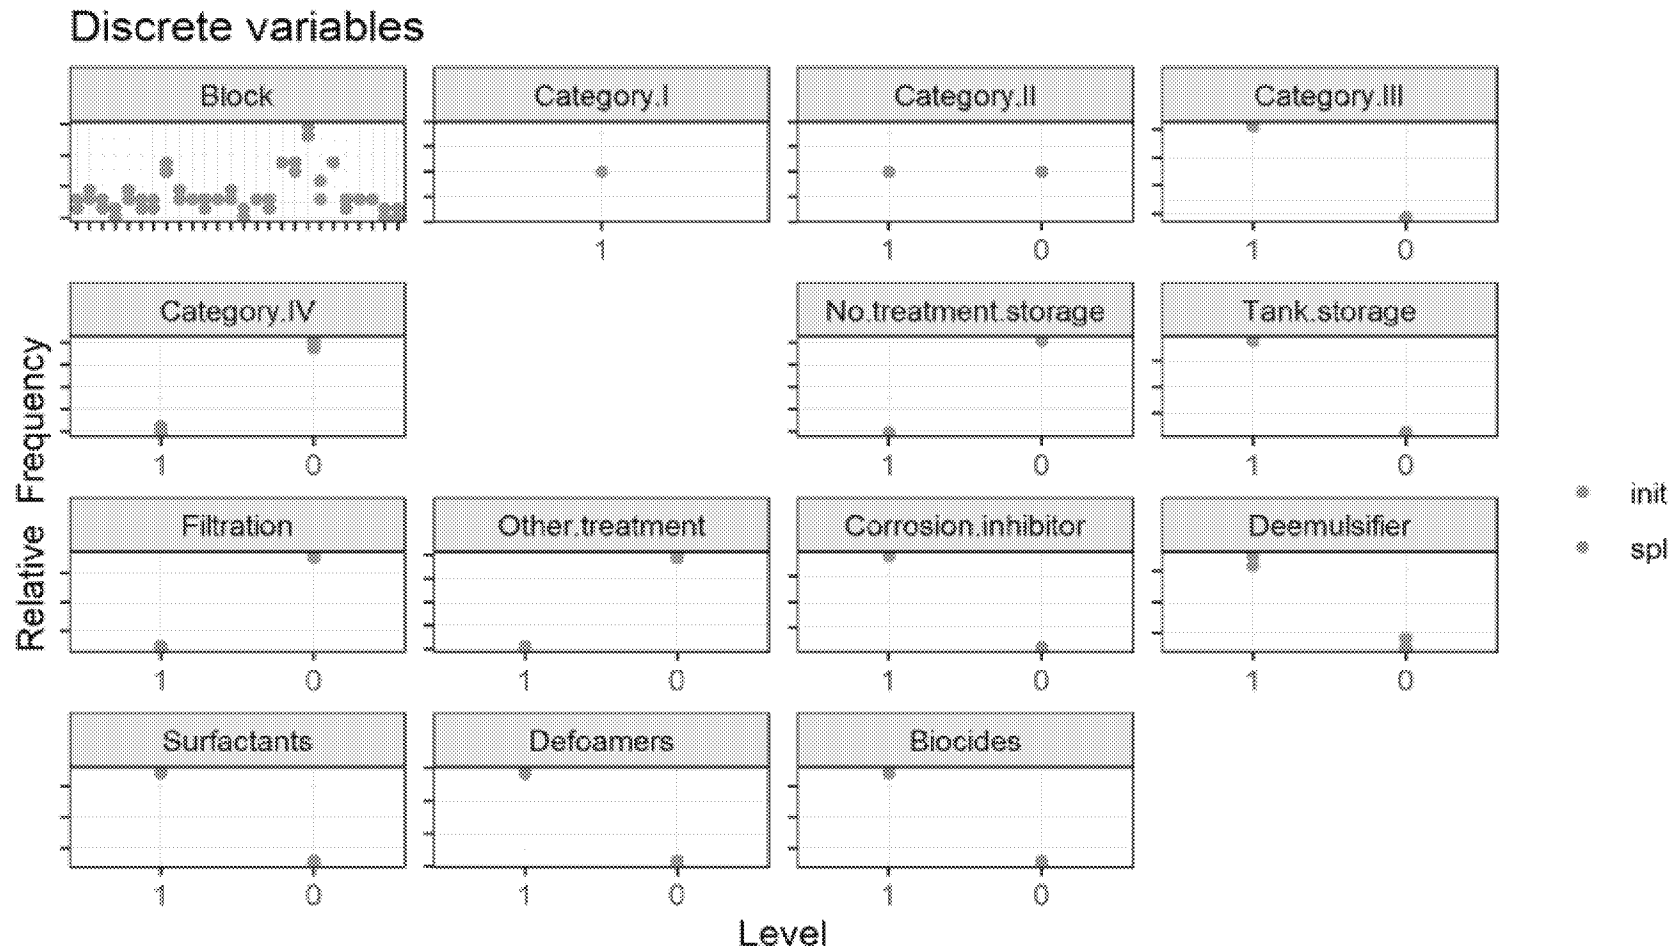 Discrete variables
Block Category.I Category.II Category.III
1 1 0 1 0
Category.IV No.treatment.storage Tank.storage
1 0 1 0 1 0
Relative Frequency
init
Filtration Other.treatment Corrosion.inhibitor Deemulsifier
spl
1 0 1 0 1 0 1 0
Surfactants Defoamers Biocides
1 0 1 0 1 0
Level